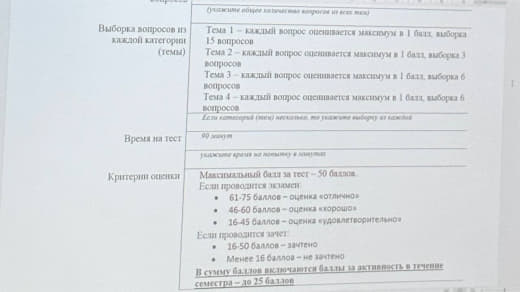 (укажите общее количество вопросов из всех тем)
Выборка вопросов из каждой категории (темы)
Тема 1 – каждый вопрос оценивается максимум в 1 балл, выборка
15 вопросов
Тема 2 – каждый вопрос оценивается максимум в 1 балл, выборка 3
вопросов
Тема 3 – каждый вопрос оценивается максимум в 1 балл, выборка 6
вопросов
Тема 4 – каждый вопрос оценивается максимум в 1 балл, выборка 6
вопросов
Если категорий (тем) несколько, то укажите выборку из каждой
Время на тест
90 минут
укажите время на попытку в минутах
Критерии оценки
Максимальный балл за тест – 50 баллов.
Если проводится экзамен:
• 61-75 баллов – оценка «отлично»
• 46-60 баллов – оценка «хорошо»
• 16-45 баллов – оценка «удовлетворительно»
Если проводится зачет:
• 16-50 баллов – зачтено
• Менее 16 баллов – не зачтено
В сумму баллов включаются баллы за активность в течение
семестра – до 25 баллов